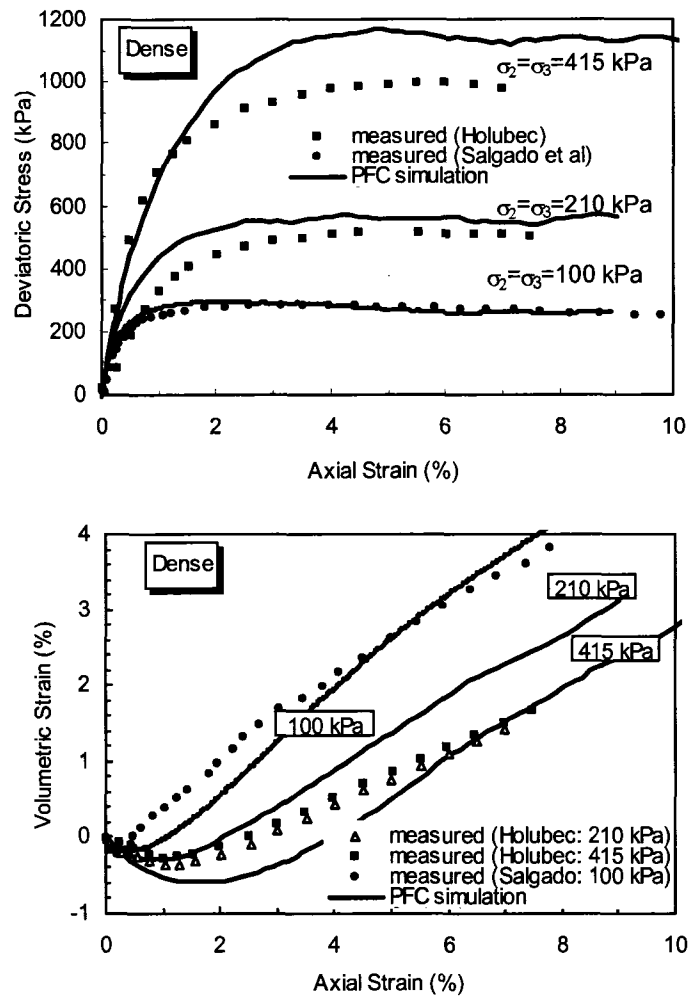 1200
1000
800
600
400
200
0
Deviatoric Stress (kPa)
Dense
σ2=σ3=415 kPa
measured (Holubec)
measured (Salgado et al)
PFC simulation
σ2=σ3=210 kPa
σ2=σ3=100 kPa
0 2 4 6 8 10
Axial Strain (%)
4
3
2
1
0
-1
Volumetric Strain (%)
Dense
210 kPa
415 kPa
100 kPa
measured (Holubec: 210 kPa)
measured (Holubec: 415 kPa)
measured (Salgado: 100 kPa)
PFC simulation
0 2 4 6 8 10
Axial Strain (%)